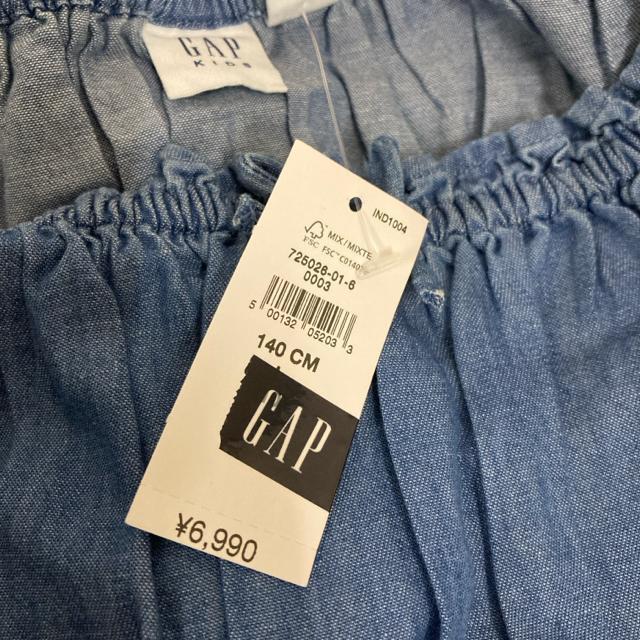 GAP
Kids
IND1004
FSC
MIX/MIXTE
725026-01-6
0003
5 00132 05203 3
140 CM
GAP
¥6,990